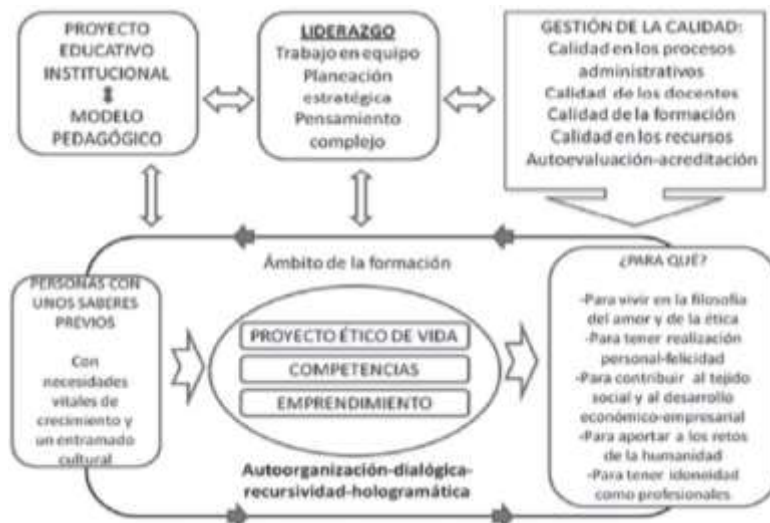 PROYECTO
EDUCATIVO
INSTITUCIONAL
MODELO
PEDAGÓGICO
LIDERAZGO
Trabajo en equipo
Planeación
estratégica
Pensamiento
complejo
GESTIÓN DE LA CALIDAD:
Calidad en los procesos
administrativos
Calidad de los docentes
Calidad de la formación
Calidad en los recursos
Autoevaluación-acreditación
Ámbito de la formación
PERSONAS CON
UNOS SABERES
PREVIOS
Con
necesidades
vitales de
crecimiento y
un entramado
cultural
PROYECTO ÉTICO DE VIDA
COMPETENCIAS
EMPRENDIMIENTO
Autoorganización-dialógica-
recursividad-hologramática
¿PARA QUÉ?
-Para vivir en la filosofía
del amor y de la ética
-Para tener realización
personal-felicidad
-Para contribuir al tejido
social y al desarrollo
económico-empresarial
-Para aportar a los retos
de la humanidad
-Para tener idoneidad
como profesionales